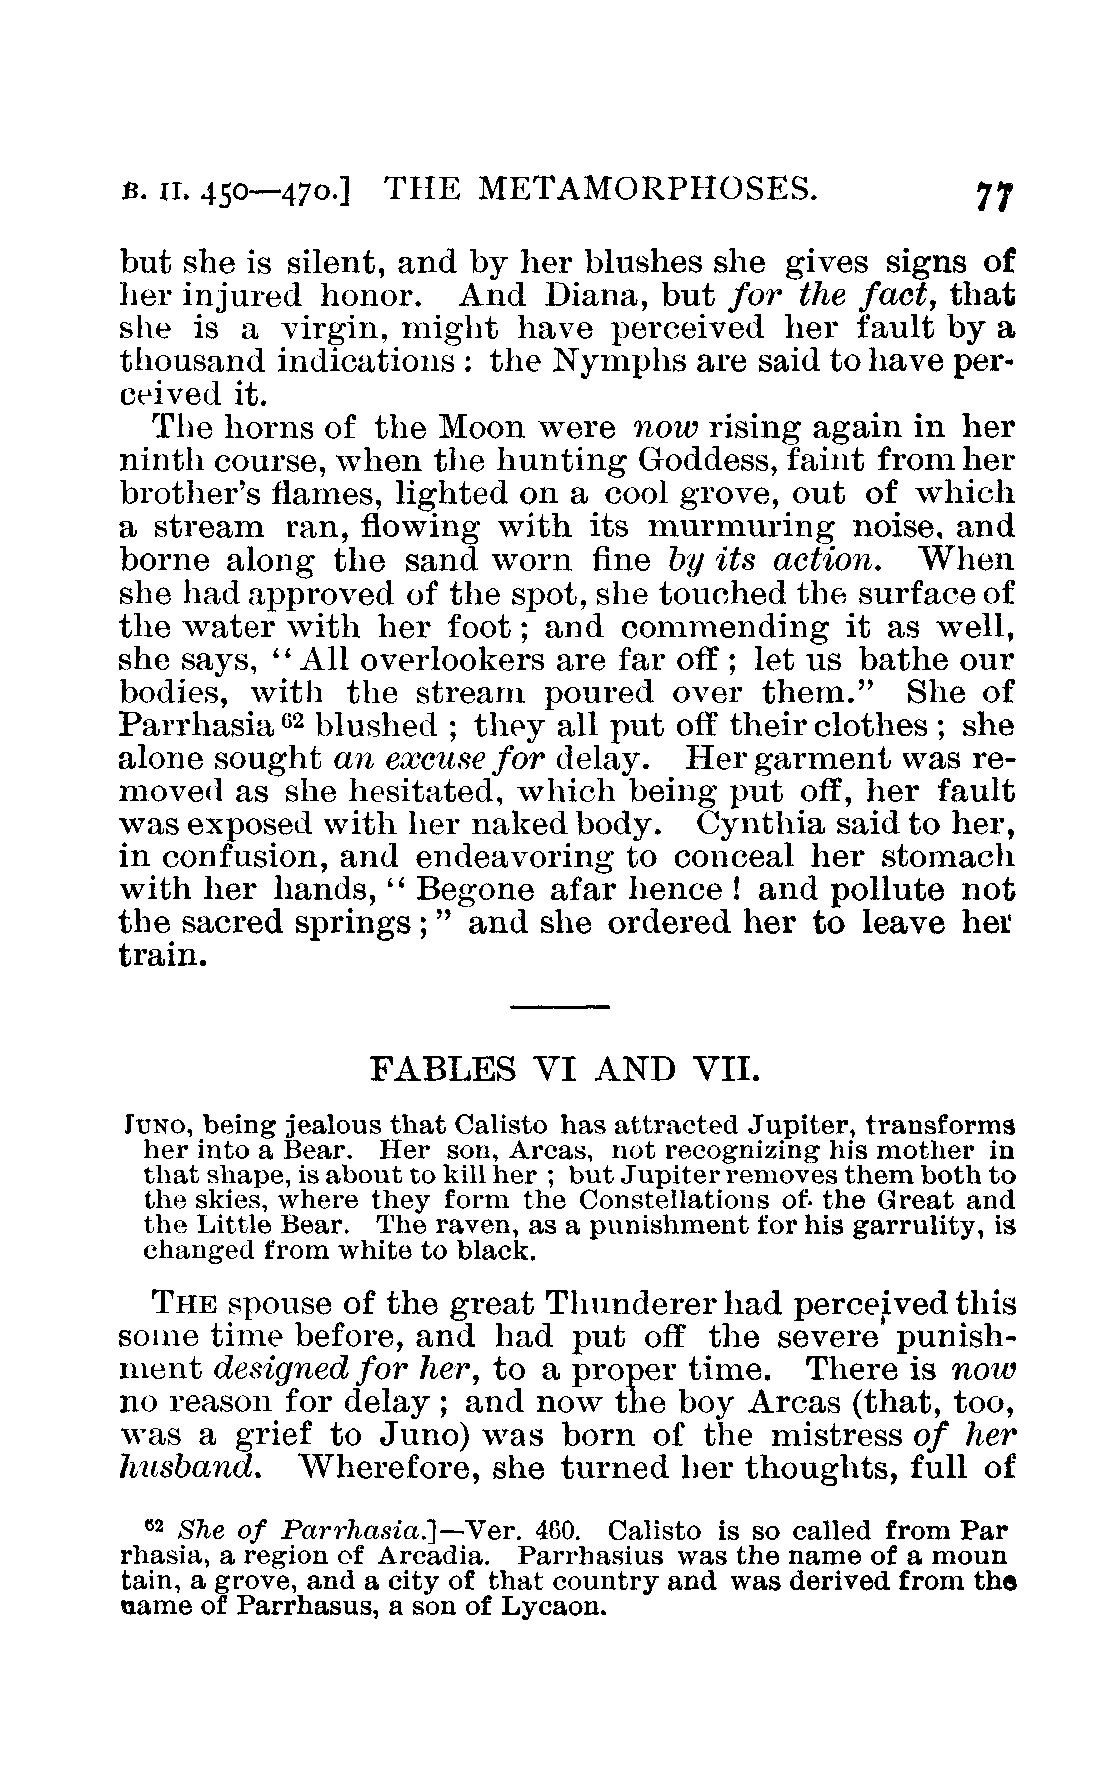 B. II. 450—470.] THE METAMORPHOSES. 77
but she is silent, and by her blushes she gives signs of
her injured honor. And Diana, but for the fact, that
she is a virgin, might have perceived her fault by a
thousand indications : the Nymphs are said to have per-
ceived it.
The horns of the Moon were now rising again in her
ninth course, when the hunting Goddess, faint from her
brother's flames, lighted on a cool grove, out of which
a stream ran, flowing with its murmuring noise, and
borne along the sand worn fine by its action. When
she had approved of the spot, she touched the surface of
the water with her foot ; and commending it as well,
she says, “ All overlookers are far off ; let us bathe our
bodies, with the stream poured over them.” She of
Parrhasia 62 blushed ; they all put off their clothes ; she
alone sought an excuse for delay. Her garment was re-
moved as she hesitated, which being put off, her fault
was exposed with her naked body. Cynthia said to her,
in confusion, and endeavoring to conceal her stomach
with her hands, “ Begone afar hence ! and pollute not
the sacred springs ; ” and she ordered her to leave her
train.
FABLES VI AND VII.
JUNO, being jealous that Calisto has attracted Jupiter, transforms
her into a Bear. Her son, Arcas, not recognizing his mother in
that shape, is about to kill her ; but Jupiter removes them both to
the skies, where they form the Constellations of the Great and
the Little Bear. The raven, as a punishment for his garrulity, is
changed from white to black.
THE spouse of the great Thunderer had perceived this
some time before, and had put off the severe punish-
ment designed for her, to a proper time. There is now
no reason for delay ; and now the boy Arcas (that, too,
was a grief to Juno) was born of the mistress of her
husband. Wherefore, she turned her thoughts, full of
62 She of Parrhasia.]—Ver. 460. Calisto is so called from Par
rhasia, a region of Arcadia. Parrhasius was the name of a moun
tain, a grove, and a city of that country and was derived from the
name of Parrhasus, a son of Lycaon.